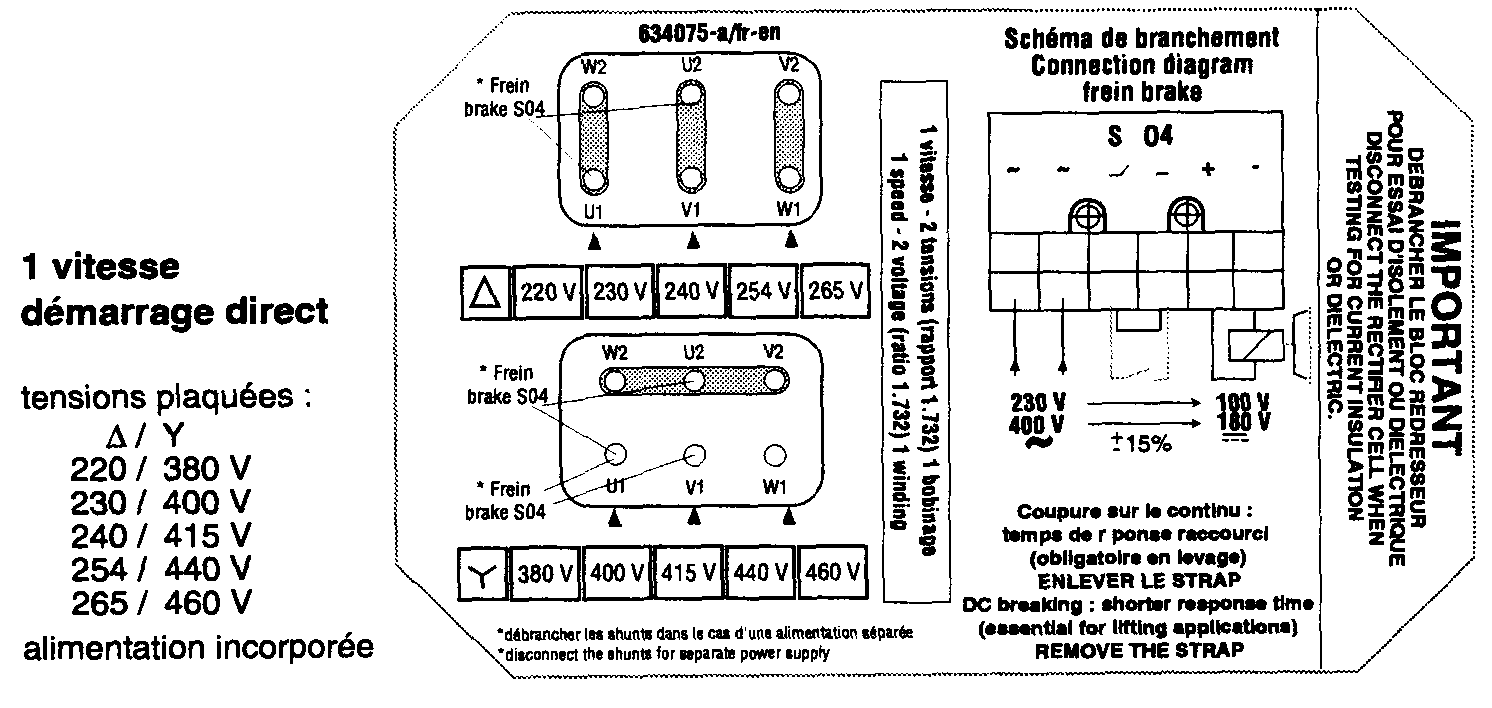 1 vitesse
démarrage direct
tensions plaquées :
Δ / Y
220 / 380 V
230 / 400 V
240 / 415 V
254 / 440 V
265 / 460 V
alimentation incorporée
634075-a/fr-en
W2 U2 V2
* Frein
brake S04
U1 V1 W1
Δ 220 V 230 V 240 V 254 V 265 V
W2 U2 V2
* Frein
brake S04
* Frein
brake S04
U1 V1 W1
Y 380 V 400 V 415 V 440 V 460 V
*débrancher les shunts dans le cas d'une alimentation séparée
*disconnect the shunts for separate power supply
1 vitesse - 2 tensions (rapport 1.732) 1 bobinage
1 speed - 2 voltage (ratio 1.732) 1 winding
Schéma de branchement
Connection diagram
frein brake
S 04
~ ~ _/ _ + -
230 V 100 V
400 V 180 V
~ ±15%
Coupure sur le continu :
temps de r ponse raccourci
(obligatoire en levage)
ENLEVER LE STRAP
DC breaking : shorter response time
(essential for lifting applications)
REMOVE THE STRAP
IMPORTANT
DEBRANCHER LE BLOC REDRESSEUR
POUR ESSAI D'ISOLEMENT OU DIELECTRIQUE
DISCONNECT THE RECTIFIER CELL WHEN
TESTING FOR CURRENT INSULATION
OR DIELECTRIC.